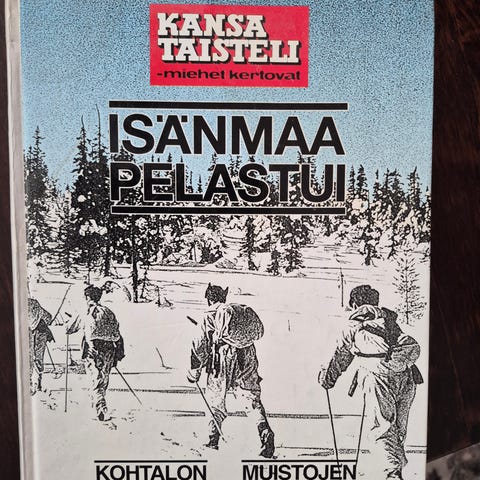 KANSA
TAISTELI
-miehet kertovat
ISÄNMAA
PELASTUI
KOHTALON MUISTOJEN